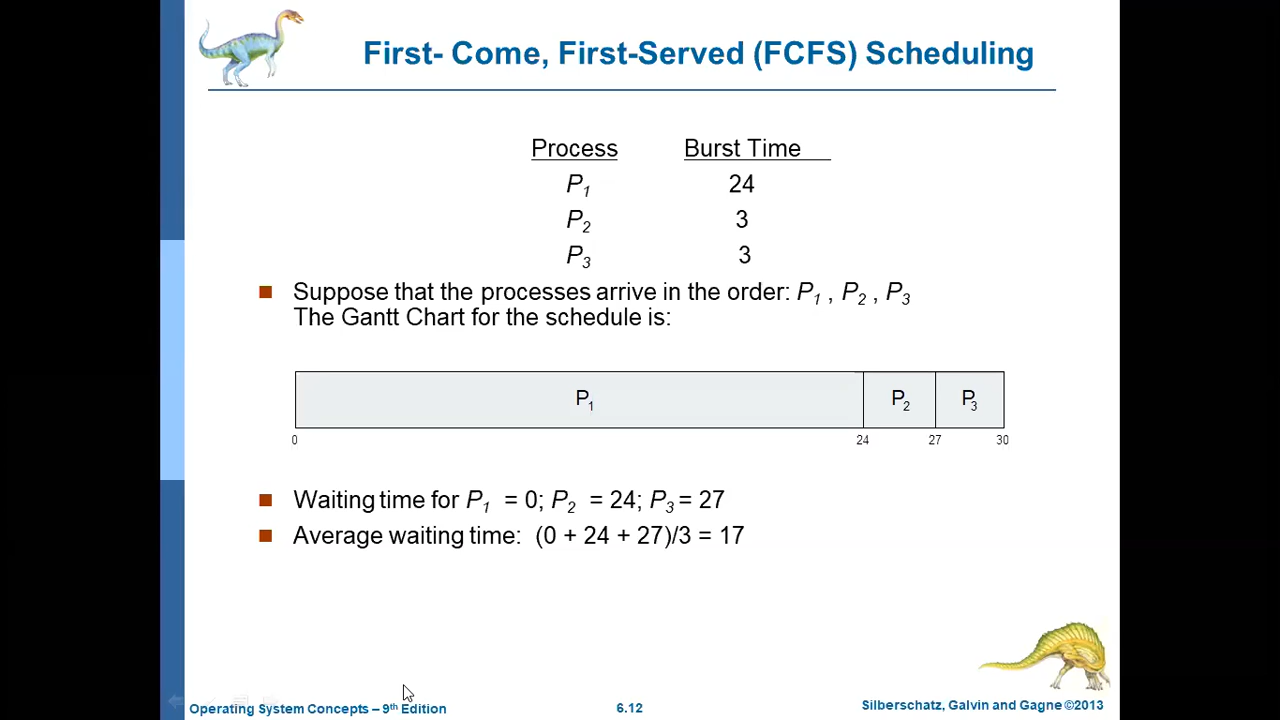 First- Come, First-Served (FCFS) Scheduling
Process Burst Time
P1 24
P2 3
P3 3
Suppose that the processes arrive in the order: P1 , P2 , P3
The Gantt Chart for the schedule is:
P1 P2 P3
0 24 27 30
Waiting time for P1 = 0; P2 = 24; P3 = 27
Average waiting time: (0 + 24 + 27)/3 = 17
Operating System Concepts – 9th Edition 6.12 Silberschatz, Galvin and Gagne ©2013